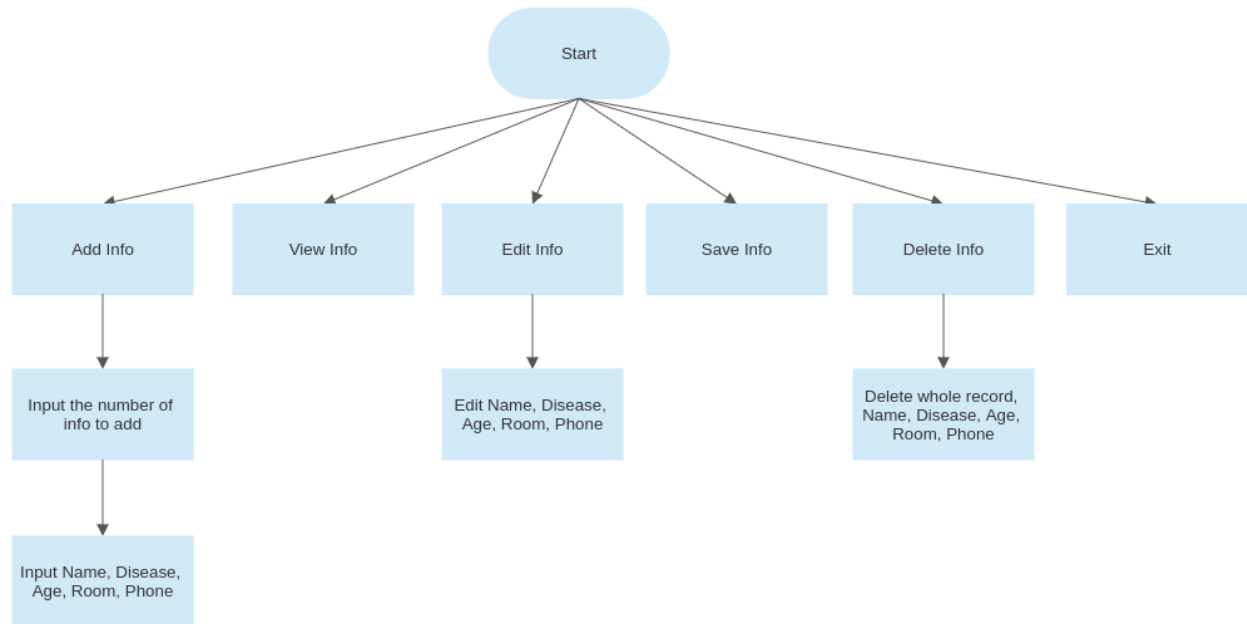 Start
Add Info
View Info
Edit Info
Save Info
Delete Info
Exit
Input the number of
info to add
Edit Name, Disease,
Age, Room, Phone
Delete whole record,
Name, Disease, Age,
Room, Phone
Input Name, Disease,
Age, Room, Phone